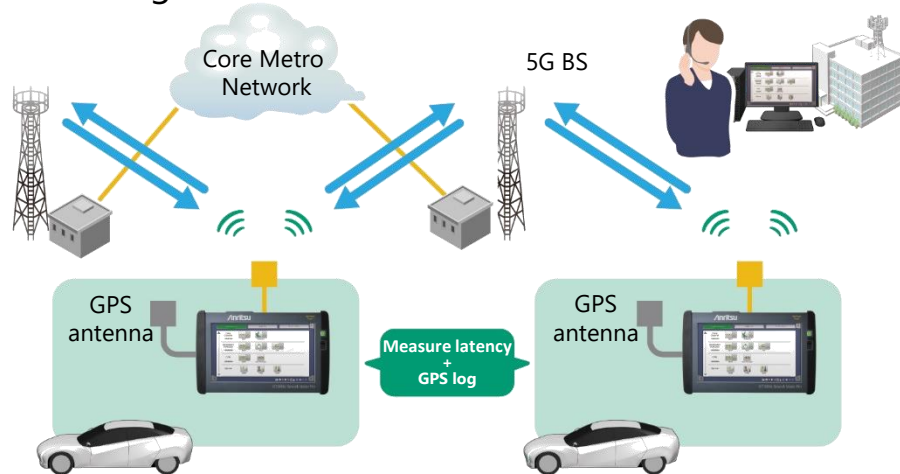 g
Core Metro
Network
5G BS
GPS
antenna
Anritsu
Measure latency
+
GPS log
GPS
antenna
Anritsu